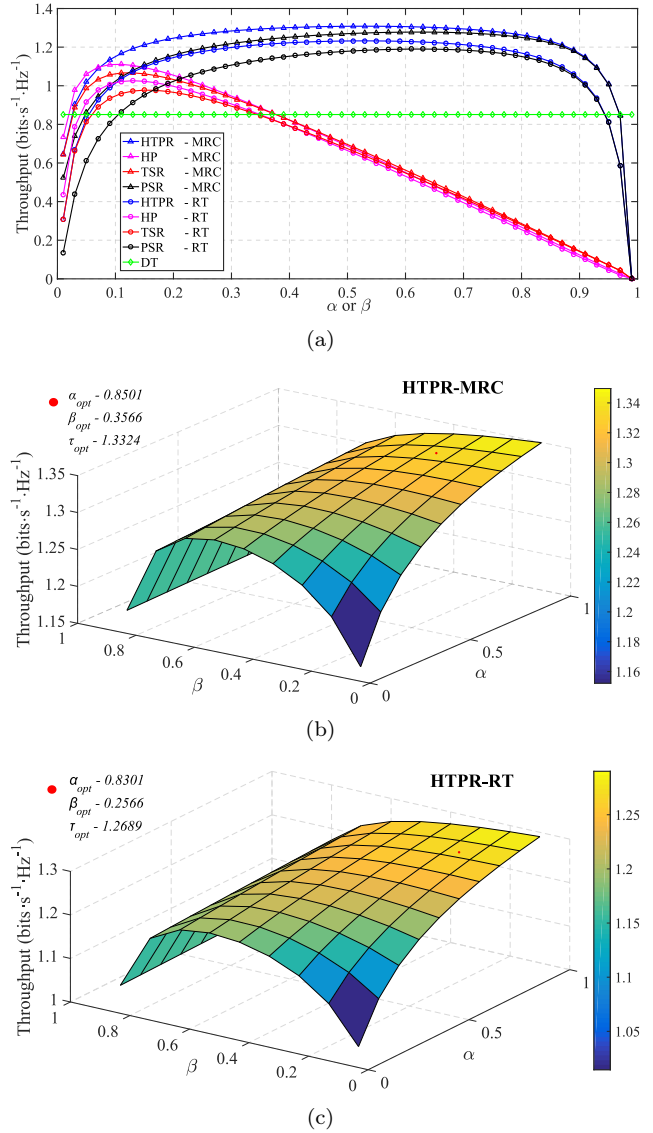 1.4
1.2
1
0.8
0.6
0.4
0.2
0
Throughput (bits·s⁻¹·Hz⁻¹)
HTPR - MRC
HP - MRC
TSR - MRC
PSR - MRC
HTPR - RT
HP - RT
TSR - RT
PSR - RT
DT
0 0.1 0.2 0.3 0.4 0.5 0.6 0.7 0.8 0.9 1
α or β
(a)
HTPR-MRC
α_opt - 0.8501
β_opt - 0.3566
τ_opt - 1.3324
Throughput (bits·s⁻¹·Hz⁻¹)
1.35
1.3
1.25
1.2
1.15
1 0.8 0.6 0.4 0.2 0
β
0 0.5 1
α
1.34
1.32
1.30
1.28
1.26
1.24
1.22
1.20
1.18
1.16
(b)
HTPR-RT
α_opt - 0.8301
β_opt - 0.2566
τ_opt - 1.2689
Throughput (bits·s⁻¹·Hz⁻¹)
1.3
1.2
1.1
1
1 0.8 0.6 0.4 0.2 0
β
0 0.5 1
α
1.25
1.20
1.15
1.10
1.05
(c)